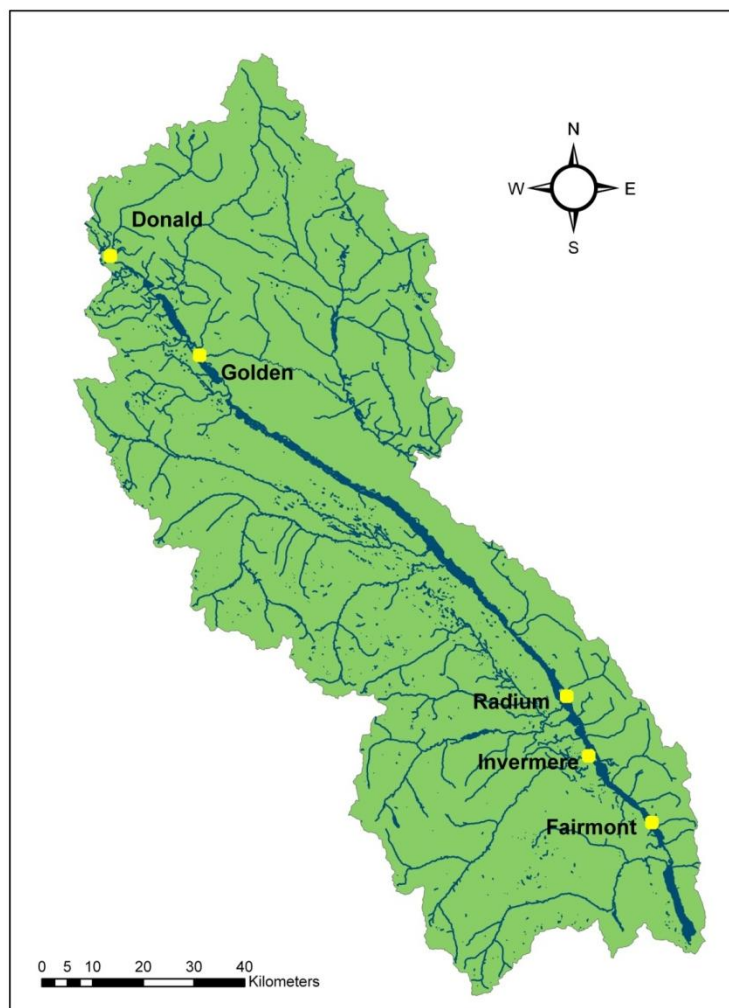 N
W E
S
Donald
Golden
Radium
Invermere
Fairmont
0 5 10 20 30 40
Kilometers